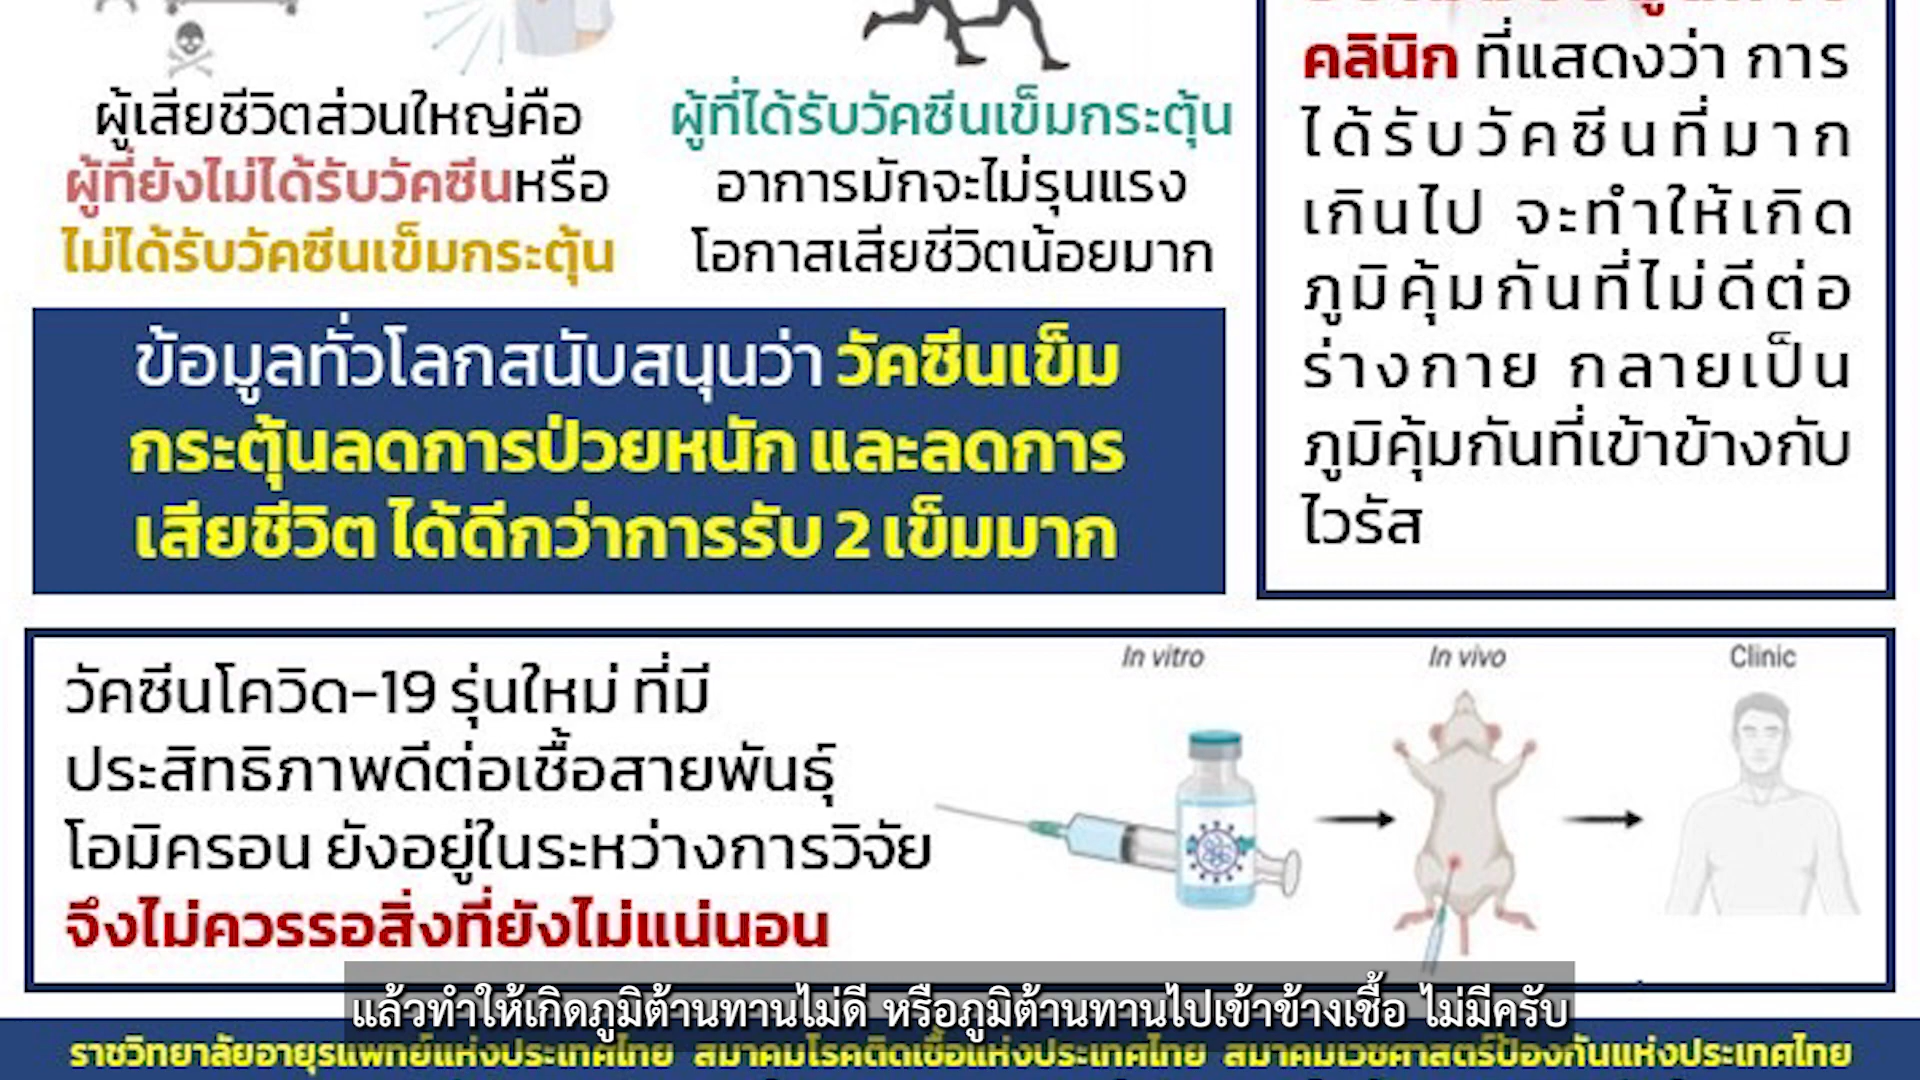 ผู้เสียชีวิตส่วนใหญ่คือ
ผู้ที่ยังไม่ได้รับวัคซีนหรือ
ไม่ได้รับวัคซีนเข็มกระตุ้น
ผู้ที่ได้รับวัคซีนเข็มกระตุ้น
อาการมักจะไม่รุนแรง
โอกาสเสียชีวิตน้อยมาก
คลินิก ที่แสดงว่า การ
ได้รับวัคซีนที่มาก
เกินไป จะทำให้เกิด
ภูมิคุ้มกันที่ไม่ดีต่อ
ร่างกาย กลายเป็น
ภูมิคุ้มกันที่เข้าข้างกับ
ไวรัส
ข้อมูลทั่วโลกสนับสนุนว่า วัคซีนเข็ม
กระตุ้นลดการป่วยหนัก และลดการ
เสียชีวิต ได้ดีกว่าการรับ 2 เข็มมาก
วัคซีนโควิด-19 รุ่นใหม่ ที่มี
ประสิทธิภาพดีต่อเชื้อสายพันธุ์
โอมิครอน ยังอยู่ในระหว่างการวิจัย
จึงไม่ควรรอสิ่งที่ยังไม่แน่นอน
In vitro
In vivo
Clinic
แล้วทำให้เกิดภูมิต้านทานไม่ดี หรือภูมิต้านทานไปเข้าข้างเชื้อ ไม่มีครับ
ราชวิทยาลัยอายุรแพทย์แห่งประเทศไทย สมาคมโรคติดเชื้อแห่งประเทศไทย สมาคมเวชศาสตร์ป้องกันแห่งประเทศไทย